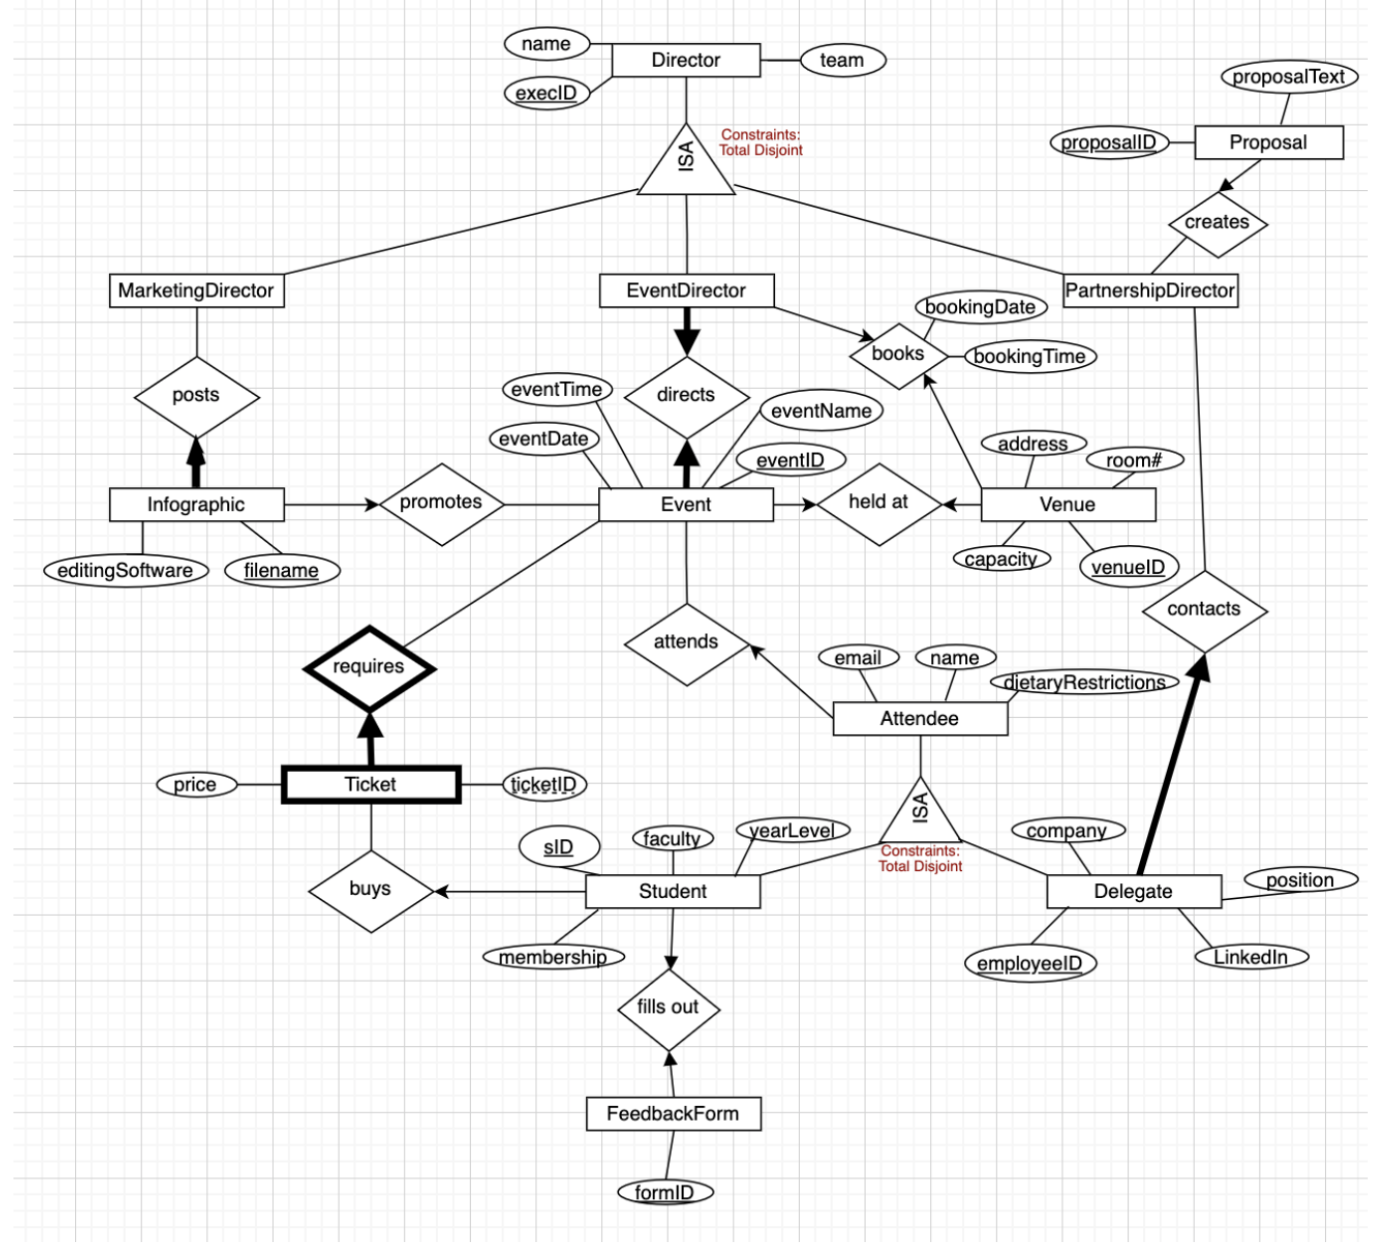 name
Director
team
execID
proposalText
Constraints:
Total Disjoint
ISA
proposalID
Proposal
creates
MarketingDirector
EventDirector
PartnershipDirector
bookingDate
books
bookingTime
posts
eventTime
directs
eventName
eventDate
eventID
address
room#
Infographic
promotes
Event
held at
Venue
editingSoftware
filename
capacity
venueID
contacts
requires
attends
email
name
dietaryRestrictions
Attendee
price
Ticket
ticketID
ISA
Constraints:
Total Disjoint
sID
faculty
yearLevel
company
buys
Student
Delegate
position
membership
employeeID
LinkedIn
fills out
FeedbackForm
formID